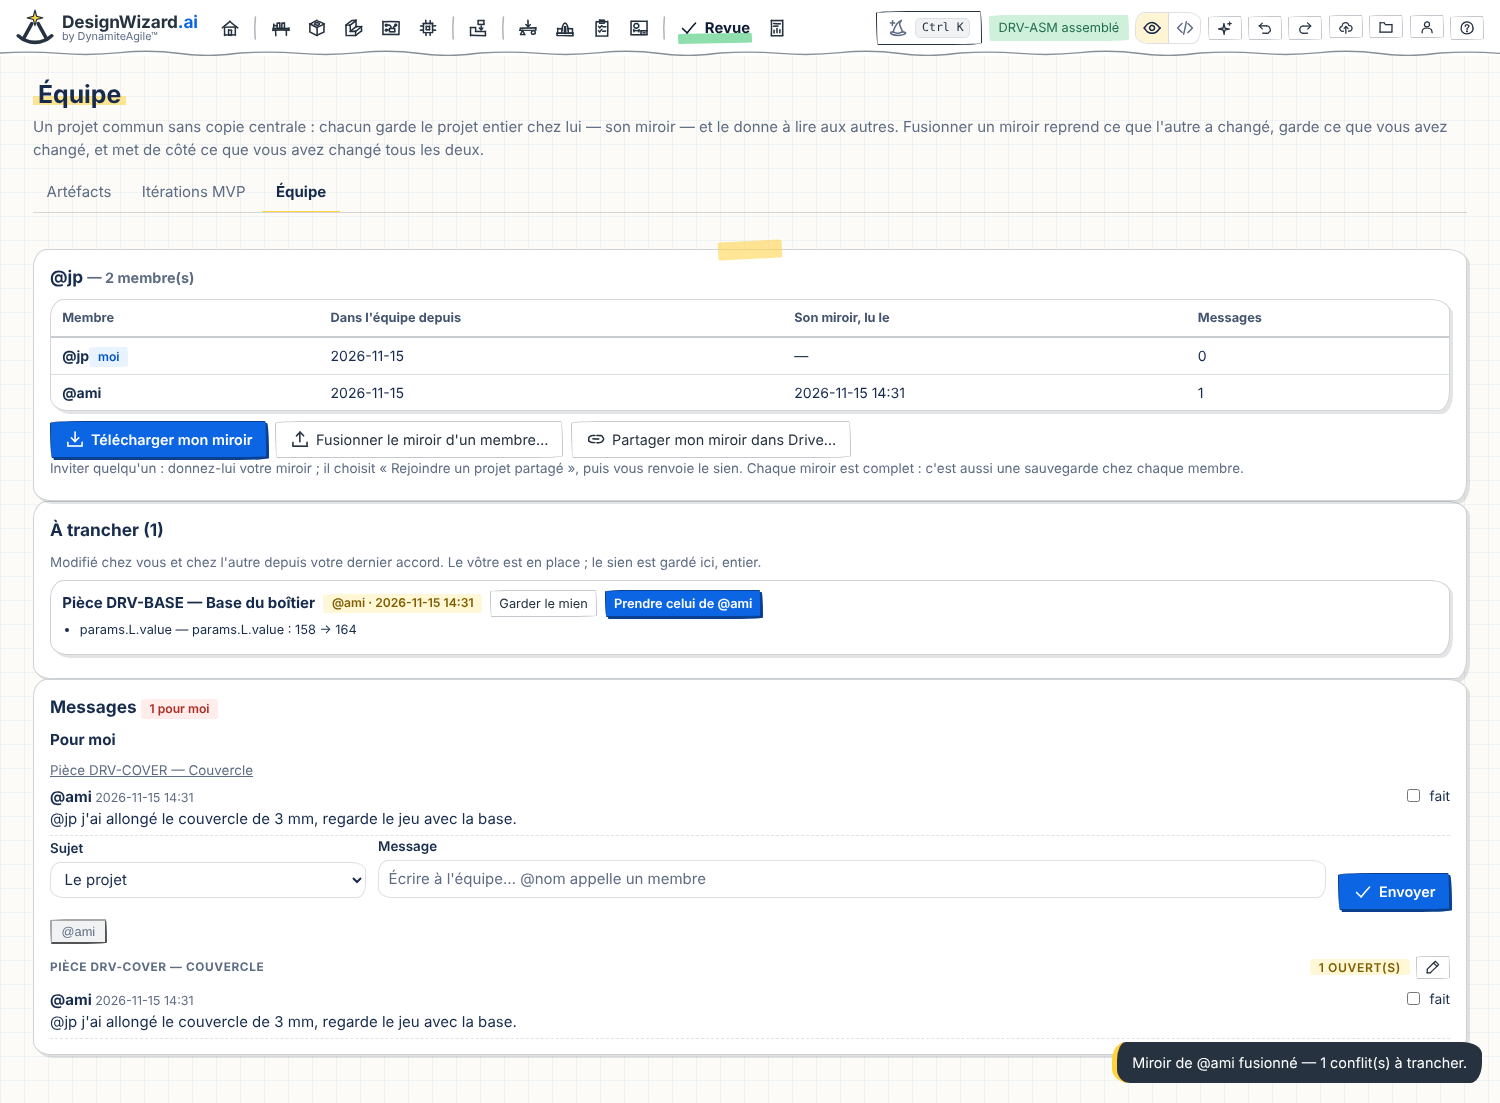 DesignWizard.ai
by DynamiteAgile™
Revue
Ctrl K
DRV-ASM assemblé
Équipe
Un projet commun sans copie centrale : chacun garde le projet entier chez lui — son miroir — et le donne à lire aux autres. Fusionner un miroir reprend ce que l'autre a changé, garde ce que vous avez
changé, et met de côté ce que vous avez changé tous les deux.
Artéfacts Itérations MVP Équipe
@jp — 2 membre(s)
Membre Dans l'équipe depuis Son miroir, lu le Messages
@jp moi 2026-11-15 — 0
@ami 2026-11-15 2026-11-15 14:31 1
Télécharger mon miroir Fusionner le miroir d'un membre... Partager mon miroir dans Drive...
Inviter quelqu'un : donnez-lui votre miroir ; il choisit « Rejoindre un projet partagé », puis vous renvoie le sien. Chaque miroir est complet : c'est aussi une sauvegarde chez chaque membre.
À trancher (1)
Modifié chez vous et chez l'autre depuis votre dernier accord. Le vôtre est en place ; le sien est gardé ici, entier.
Pièce DRV-BASE — Base du boîtier @ami · 2026-11-15 14:31 Garder le mien Prendre celui de @ami
• params.L.value — params.L.value : 158 → 164
Messages 1 pour moi
Pour moi
Pièce DRV-COVER — Couvercle
@ami 2026-11-15 14:31 fait
@jp j'ai allongé le couvercle de 3 mm, regarde le jeu avec la base.
Sujet Message
Le projet Écrire à l'équipe... @nom appelle un membre
Envoyer
@ami
PIÈCE DRV-COVER — COUVERCLE 1 OUVERT(S)
@ami 2026-11-15 14:31 fait
@jp j'ai allongé le couvercle de 3 mm, regarde le jeu avec la base.
Miroir de @ami fusionné — 1 conflit(s) à trancher.